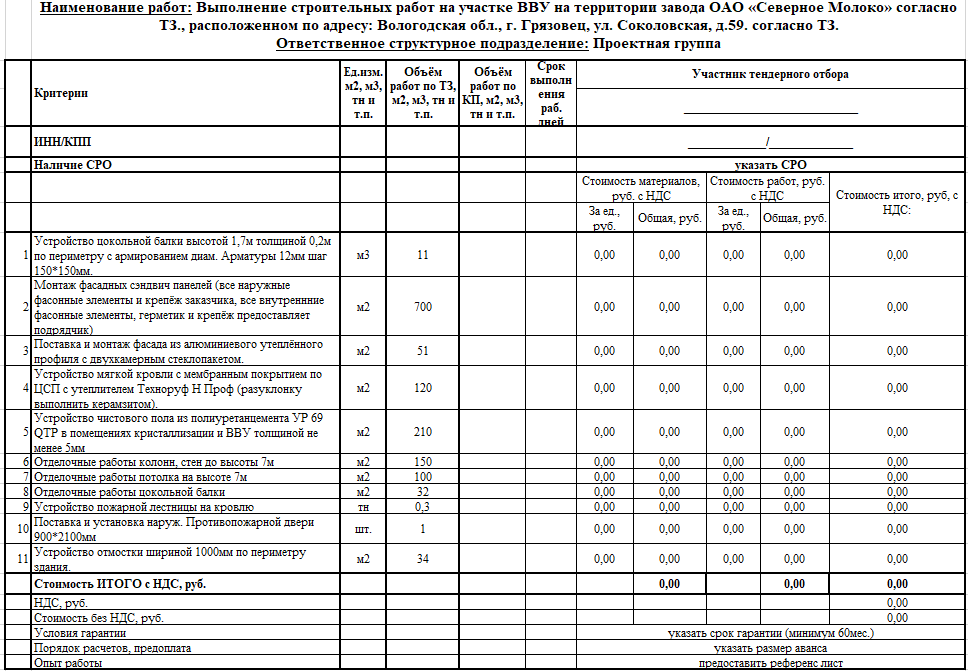 Наименование работ: Выполнение строительных работ на участке ВВУ на территории завода ОАО «Северное Молоко» согласно
ТЗ., расположенном по адресу: Вологодская обл., г. Грязовец, ул. Соколовская, д.59. согласно ТЗ.
Ответственное структурное подразделение: Проектная группа
Критерии
Ед.изм.
м2, м3,
тн и
т.п.
Объём
работ по ТЗ,
м2, м3, тн и
т.п.
Объём
работ по
КП, м2, м3,
тн и т.п.
Срок
выполн
ения
раб.
дней
Участник тендерного отбора
____________________________
ИНН/КПП
_____________/______________
Наличие СРО
указать СРО
Стоимость материалов,
руб. с НДС
Стоимость работ, руб.
с НДС
Стоимость итого, руб, с
НДС:
За ед.,
руб.
Общая, руб.
За ед.,
руб.
Общая, руб.
1 Устройство цокольной балки высотой 1,7м толщиной 0,2м
по периметру с армированием диам. Арматуры 12мм шаг
150*150мм.
м3 11 0,00 0,00 0,00 0,00 0,00
2 Монтаж фасадных сэндвич панелей (все наружные
фасонные элементы и крепёж заказчика, все внутреннние
фасонные элементы, герметик и крепёж предоставляет
подрядчик)
м2 700 0,00 0,00 0,00 0,00 0,00
3 Поставка и монтаж фасада из алюминиевого утеплённого
профиля с двухкамерным стеклопакетом.
м2 51 0,00 0,00 0,00 0,00 0,00
4 Устройство мягкой кровли с мембранным покрытием по
ЦСП с утеплителем Техноруф Н Проф (разуклонку
выполнить керамзитом).
м2 120 0,00 0,00 0,00 0,00 0,00
5 Устройство чистового пола из полиуретанцемента УР 69
QTR в помещениях кристаллизации и ВВУ толщиной не
менее 5мм
м2 210 0,00 0,00 0,00 0,00 0,00
6 Отделочные работы колонн, стен до высоты 7м м2 150 0,00 0,00 0,00 0,00 0,00
7 Отделочные работы потолка на высоте 7м м2 100 0,00 0,00 0,00 0,00 0,00
8 Отделочные работы цокольной балки м2 32 0,00 0,00 0,00 0,00 0,00
9 Устройство пожарной лестницы на кровлю тн 0,3 0,00 0,00 0,00 0,00 0,00
10 Поставка и установка наруж. Противопожарной двери
900*2100мм
шт. 1 0,00 0,00 0,00 0,00 0,00
11 Устройство отмостки шириной 1000мм по периметру
здания.
м2 34 0,00 0,00 0,00 0,00 0,00
Стоимость ИТОГО с НДС, руб. 0,00 0,00 0,00
НДС, руб. 0,00
Стоимость без НДС, руб. 0,00
Условия гарантии указать срок гарантии (минимум 60мес.)
Порядок расчетов, предоплата указать размер аванса
Опыт работы предоставить референс лист